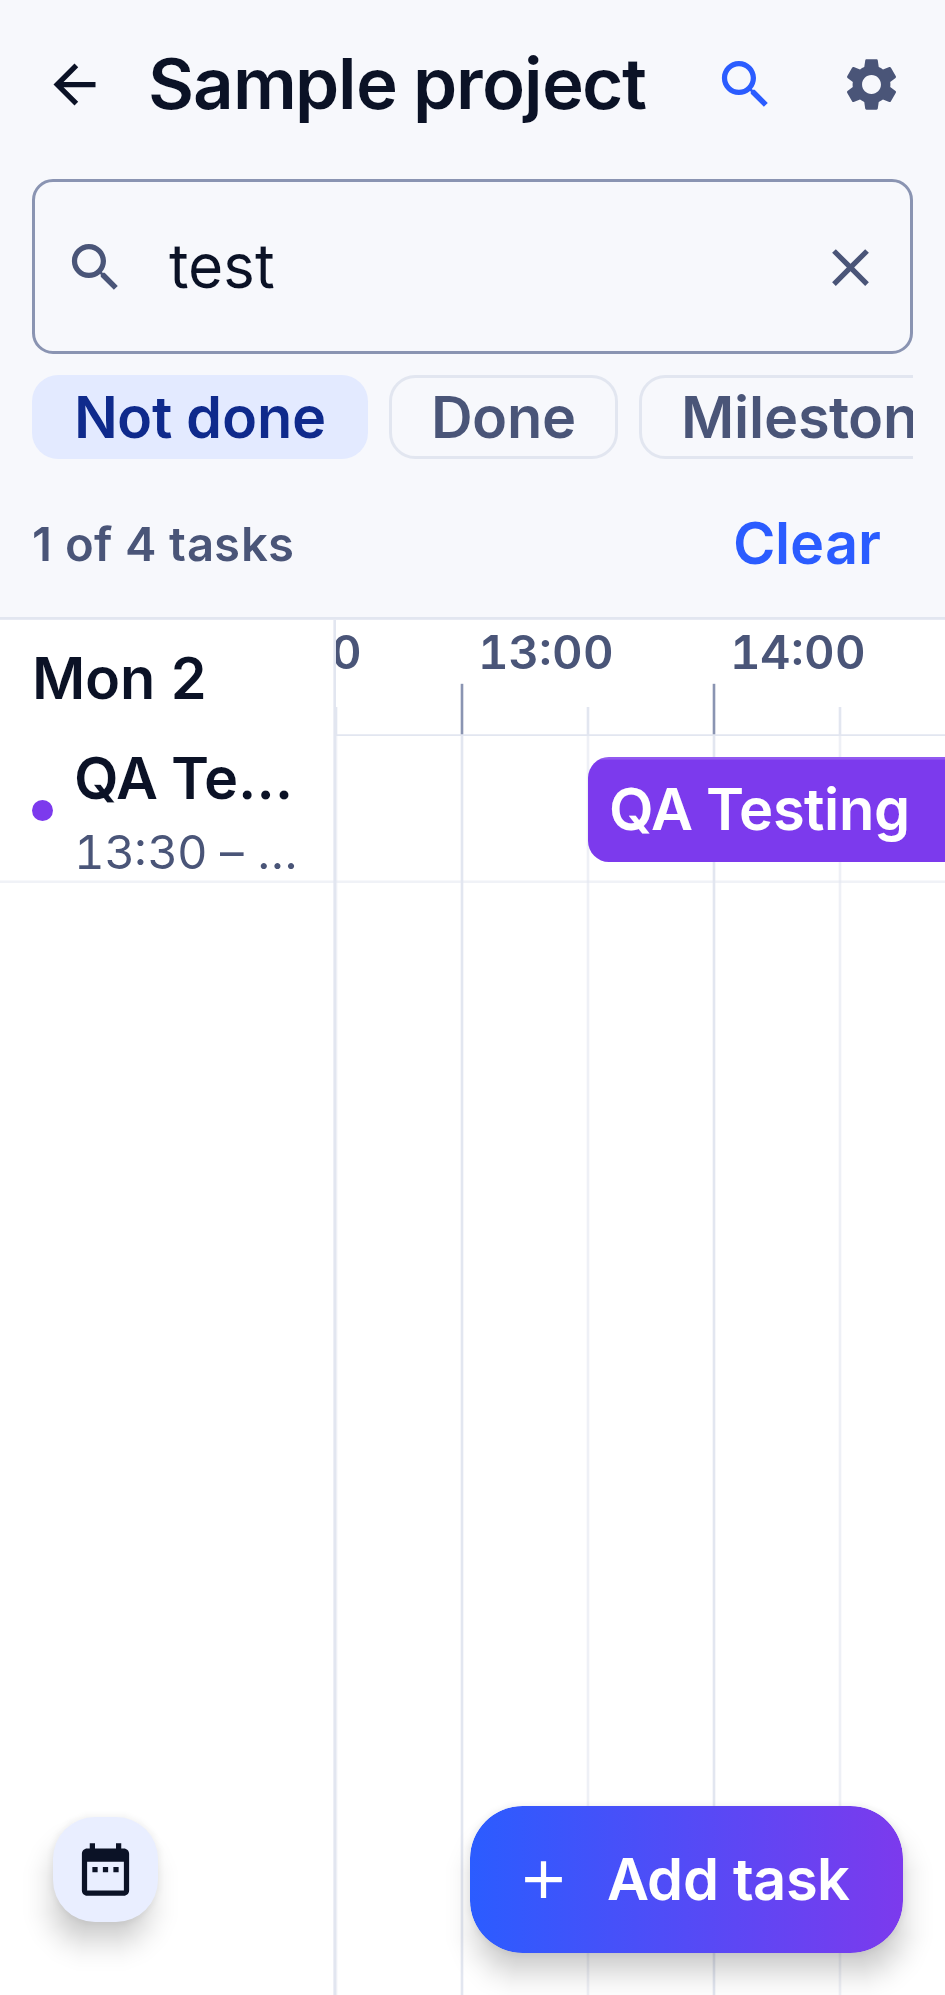 Sample project
test
Not done Done Mileston
1 of 4 tasks Clear
Mon 2
0 13:00 14:00
QA Te...
13:30 – ...
QA Testing
Add task